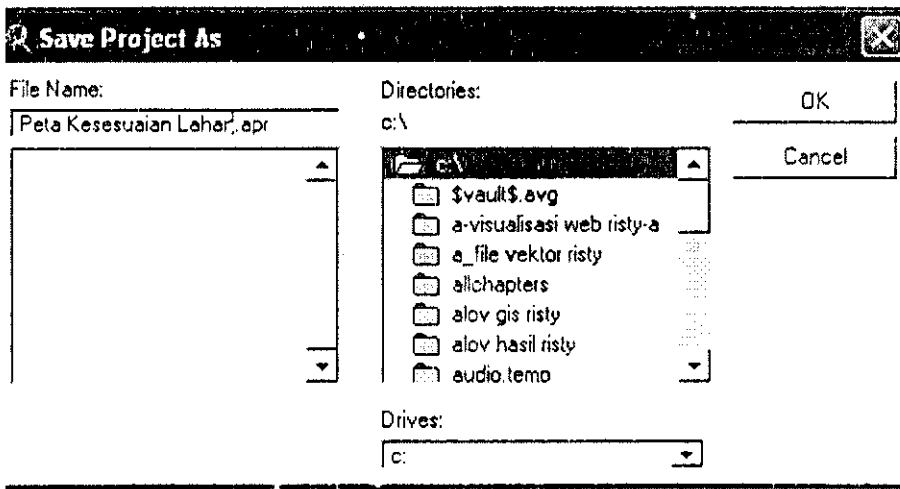 Save Project As
File Name:
Peta Kesesuaian Lahan.apr
Directories:
c:\
c:\
$vault$.avg
a-visualisasi web risty-a
a_file vektor risty
allchapters
alov gis risty
alov hasil risty
audio.temp
Drives:
c:
OK
Cancel